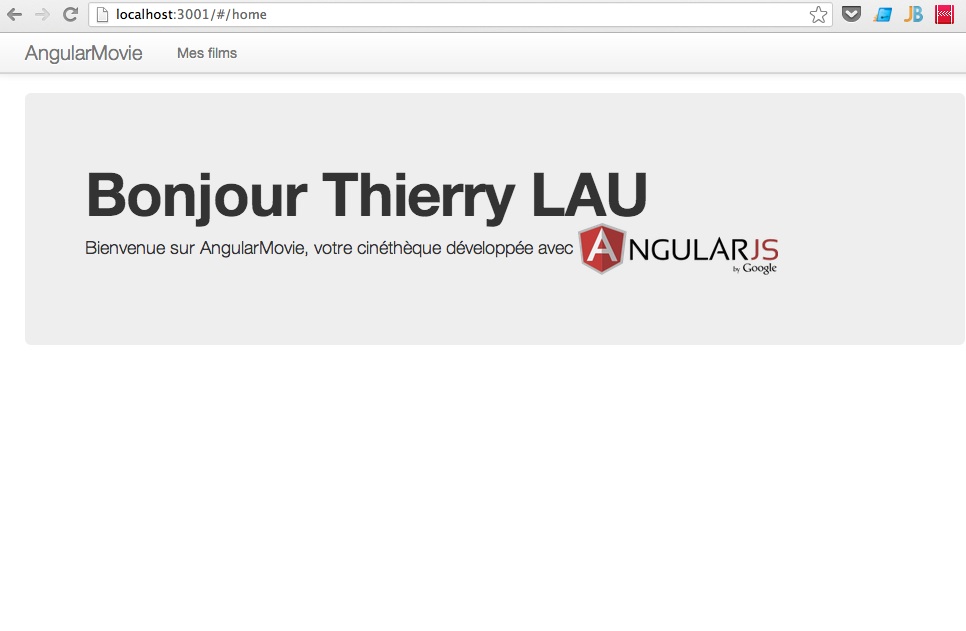 localhost:3001/#/home
JB
AngularMovie Mes films
Bonjour Thierry LAU
Bienvenue sur AngularMovie, votre cinéthèque développée avec ANGULARJS
by Google